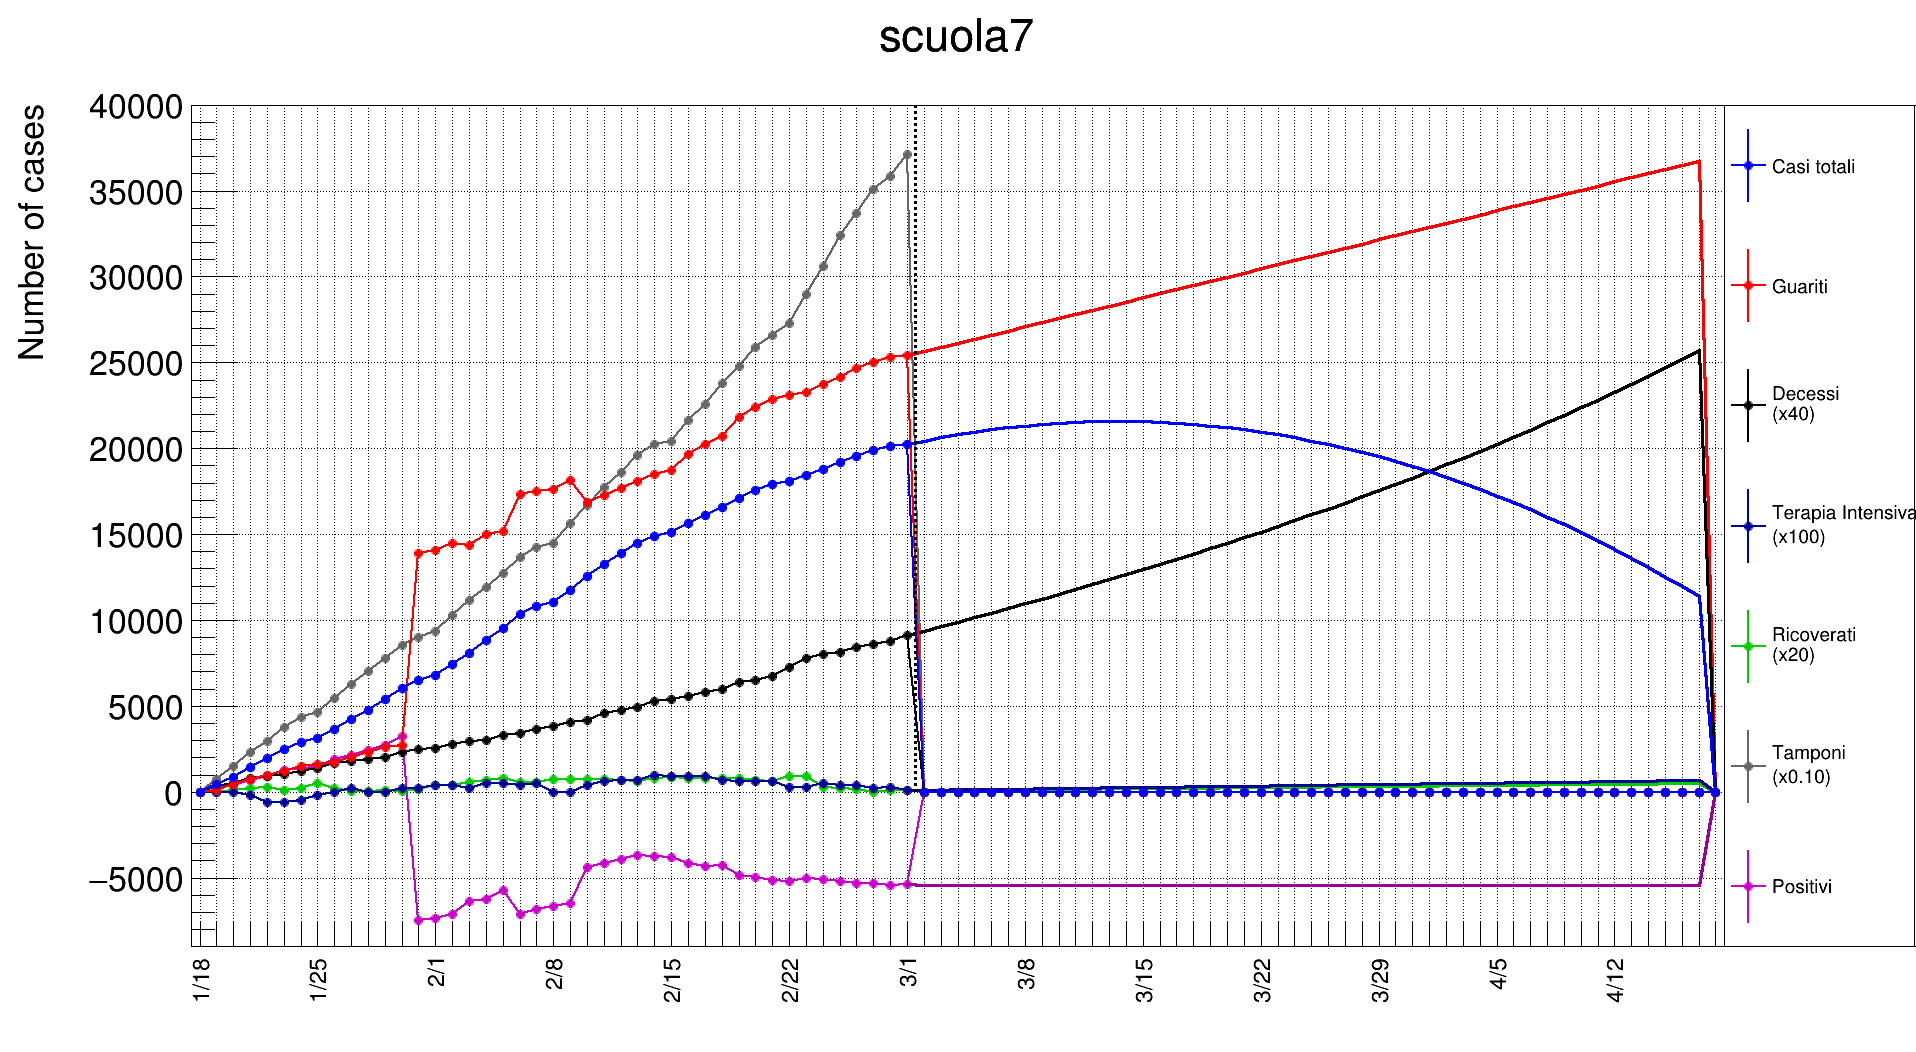 scuola7
Number of cases
40000
35000
30000
25000
20000
15000
10000
5000
0
−5000
1/18
1/25
2/1
2/8
2/15
2/22
3/1
3/8
3/15
3/22
3/29
4/5
4/12
Casi totali
Guariti
Decessi
(x40)
Terapia Intensiva
(x100)
Ricoverati
(x20)
Tamponi
(x0.10)
Positivi